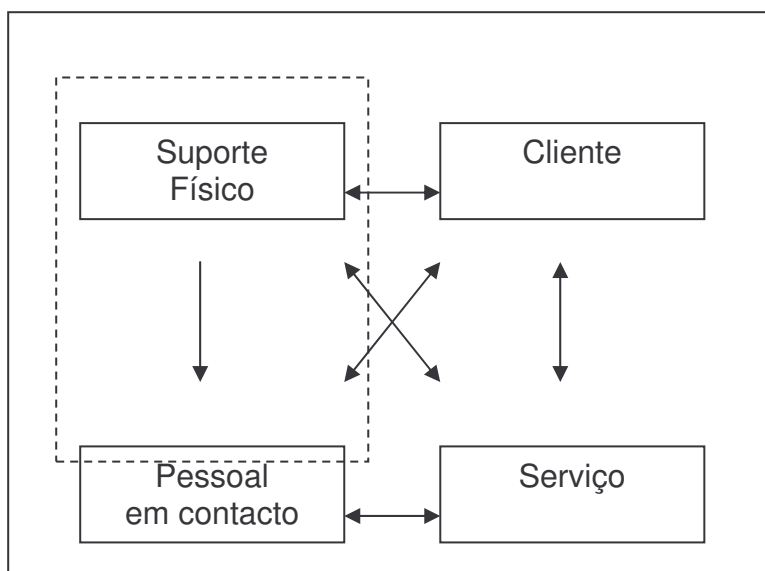 Suporte
Físico
Cliente
Pessoal
em contacto
Serviço